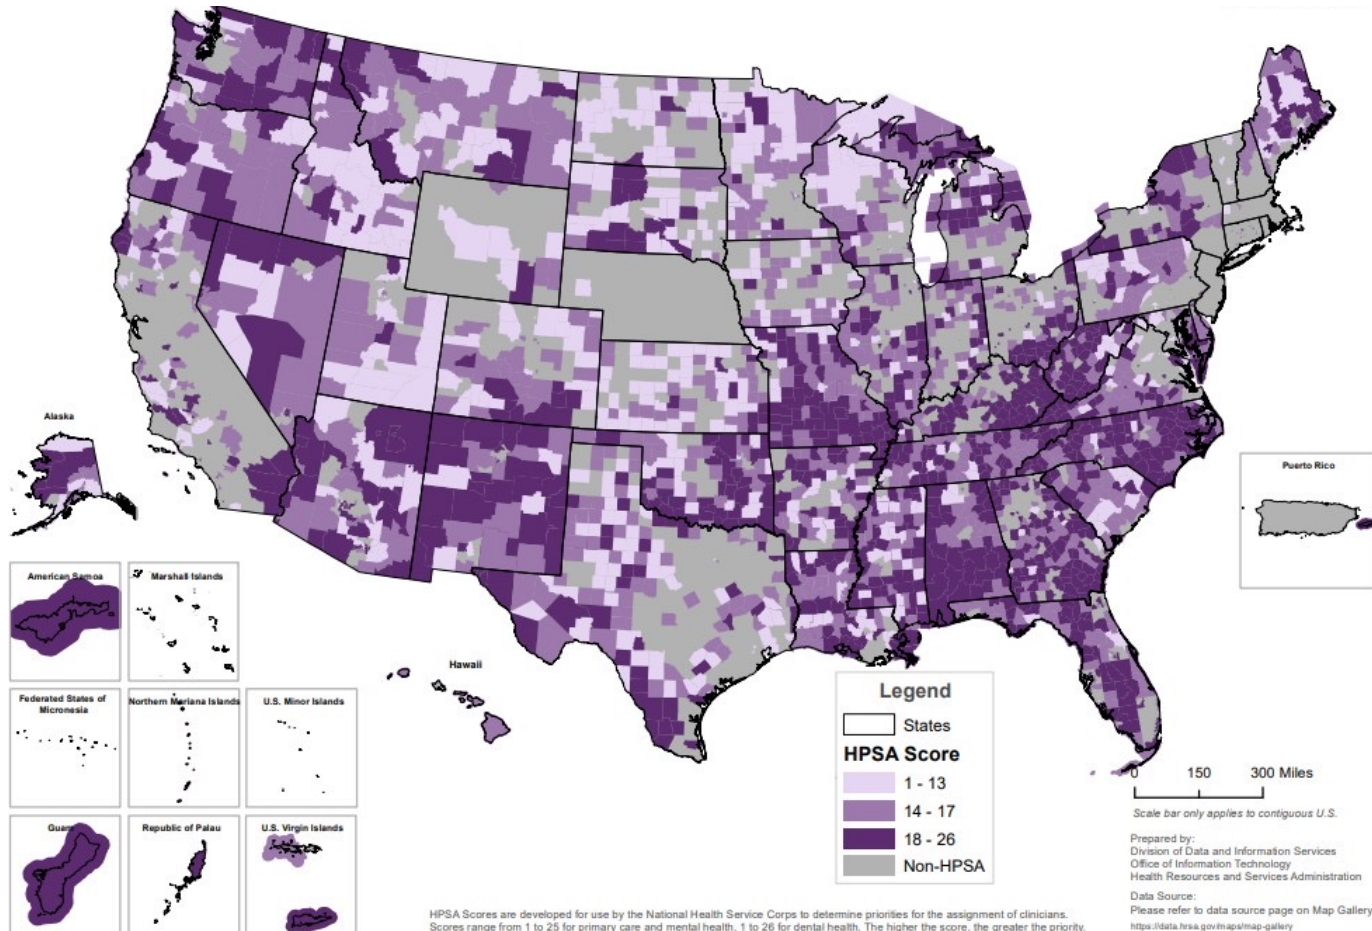 Alaska
American Samoa
Marshall Islands
Federated States of
Micronesia
Northern Mariana Islands
U.S. Minor Islands
Guam
Republic of Palau
U.S. Virgin Islands
Hawaii
Puerto Rico
Legend
States
HPSA Score
1 - 13
14 - 17
18 - 26
Non-HPSA
0 150 300 Miles
Scale bar only applies to contiguous U.S.
Prepared by:
Division of Data and Information Services
Office of Information Technology
Health Resources and Services Administration
Data Source:
Please refer to data source page on Map Gallery
https://data.hrsa.gov/maps/map-gallery
HPSA Scores are developed for use by the National Health Service Corps to determine priorities for the assignment of clinicians.
Scores range from 1 to 25 for primary care and mental health, 1 to 26 for dental health. The higher the score, the greater the priority.